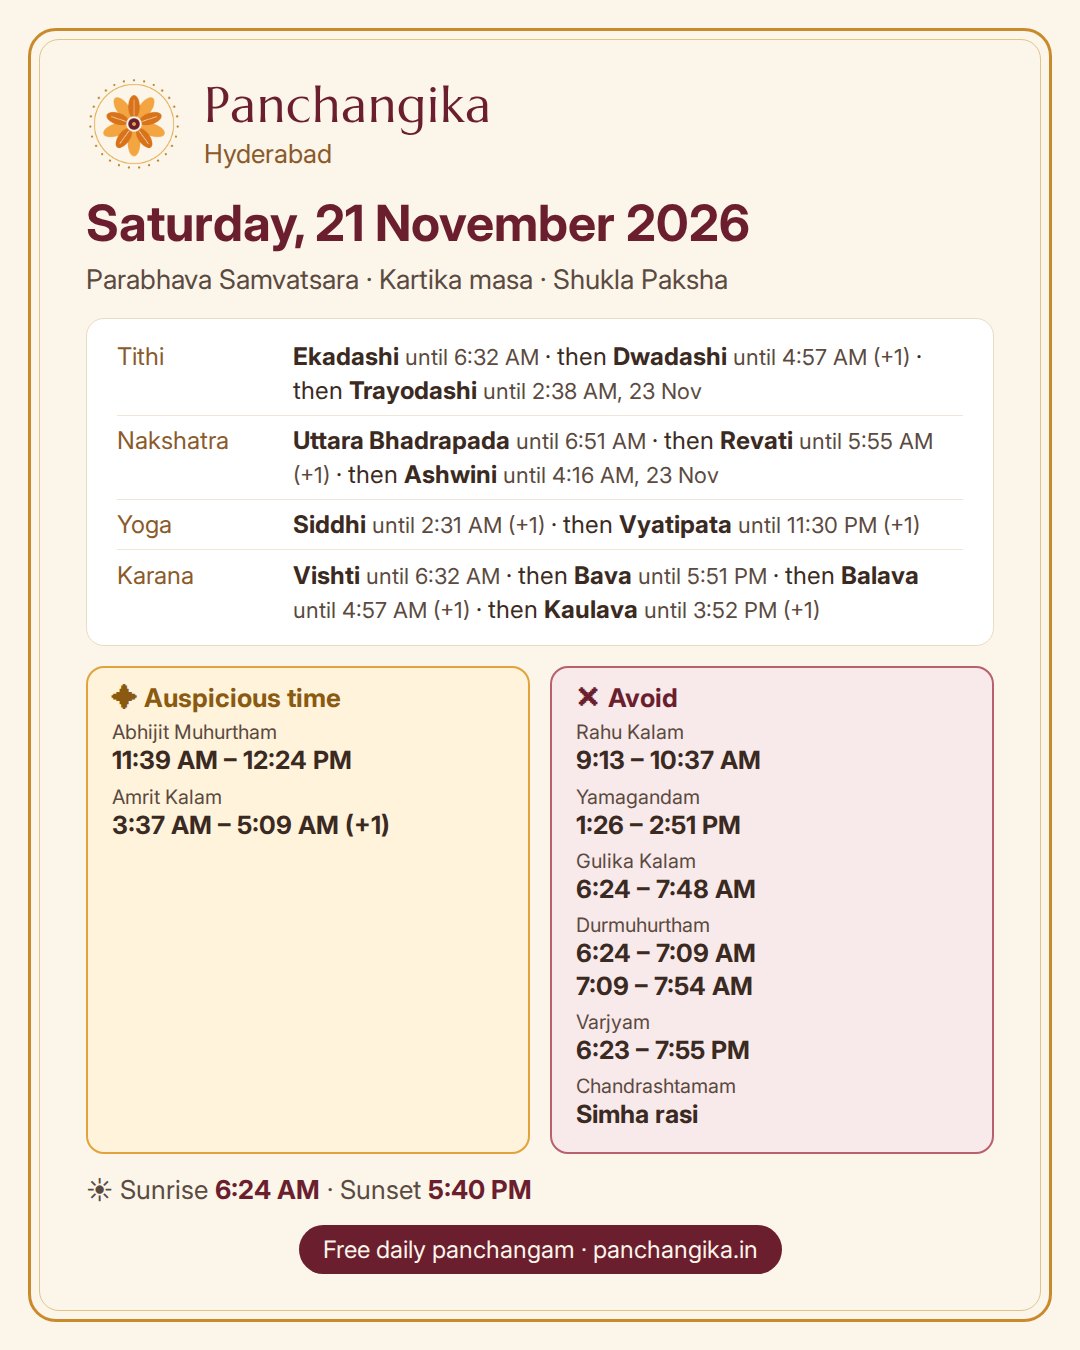 Panchangika
Hyderabad
Saturday, 21 November 2026
Parabhava Samvatsara · Kartika masa · Shukla Paksha
Tithi
Ekadashi until 6:32 AM · then Dwadashi until 4:57 AM (+1) ·
then Trayodashi until 2:38 AM, 23 Nov
Nakshatra
Uttara Bhadrapada until 6:51 AM · then Revati until 5:55 AM
(+1) · then Ashwini until 4:16 AM, 23 Nov
Yoga
Siddhi until 2:31 AM (+1) · then Vyatipata until 11:30 PM (+1)
Karana
Vishti until 6:32 AM · then Bava until 5:51 PM · then Balava
until 4:57 AM (+1) · then Kaulava until 3:52 PM (+1)
Auspicious time
Abhijit Muhurtham
11:39 AM – 12:24 PM
Amrit Kalam
3:37 AM – 5:09 AM (+1)
Avoid
Rahu Kalam
9:13 – 10:37 AM
Yamagandam
1:26 – 2:51 PM
Gulika Kalam
6:24 – 7:48 AM
Durmuhurtham
6:24 – 7:09 AM
7:09 – 7:54 AM
Varjyam
6:23 – 7:55 PM
Chandrashtamam
Simha rasi
Sunrise 6:24 AM · Sunset 5:40 PM
Free daily panchangam · panchangika.in